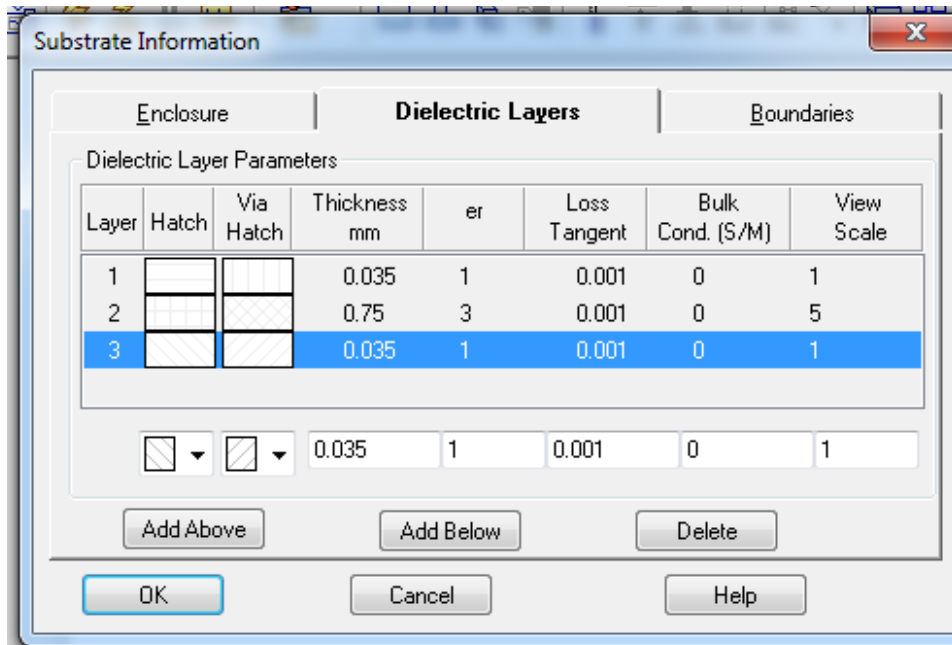 Substrate Information
Enclosure Dielectric Layers Boundaries
Dielectric Layer Parameters
Layer Hatch Via Hatch Thickness mm er Loss Tangent Bulk Cond. (S/M) View Scale
1 0.035 1 0.001 0 1
2 0.75 3 0.001 0 5
3 0.035 1 0.001 0 1
0.035 1 0.001 0 1
Add Above Add Below Delete
OK Cancel Help